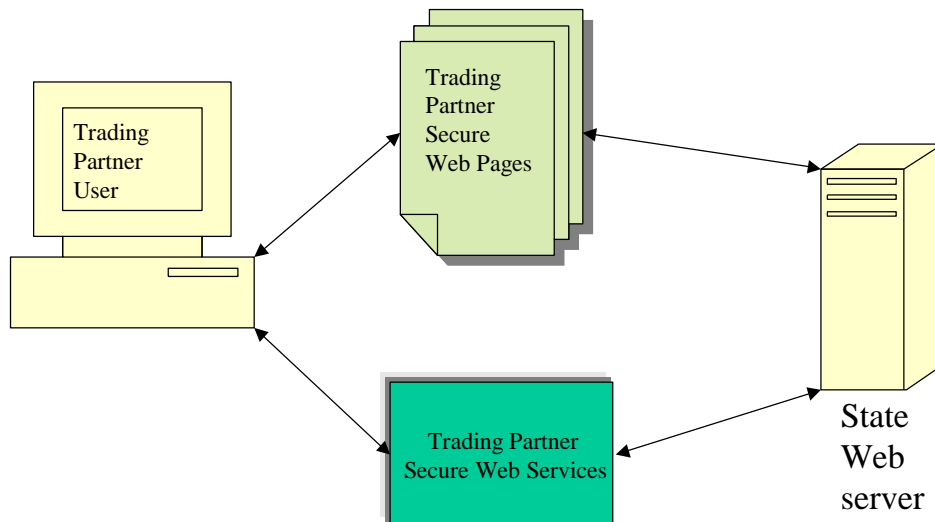 Trading
Partner
User
Trading
Partner
Secure
Web Pages
Trading Partner
Secure Web Services
State
Web
server